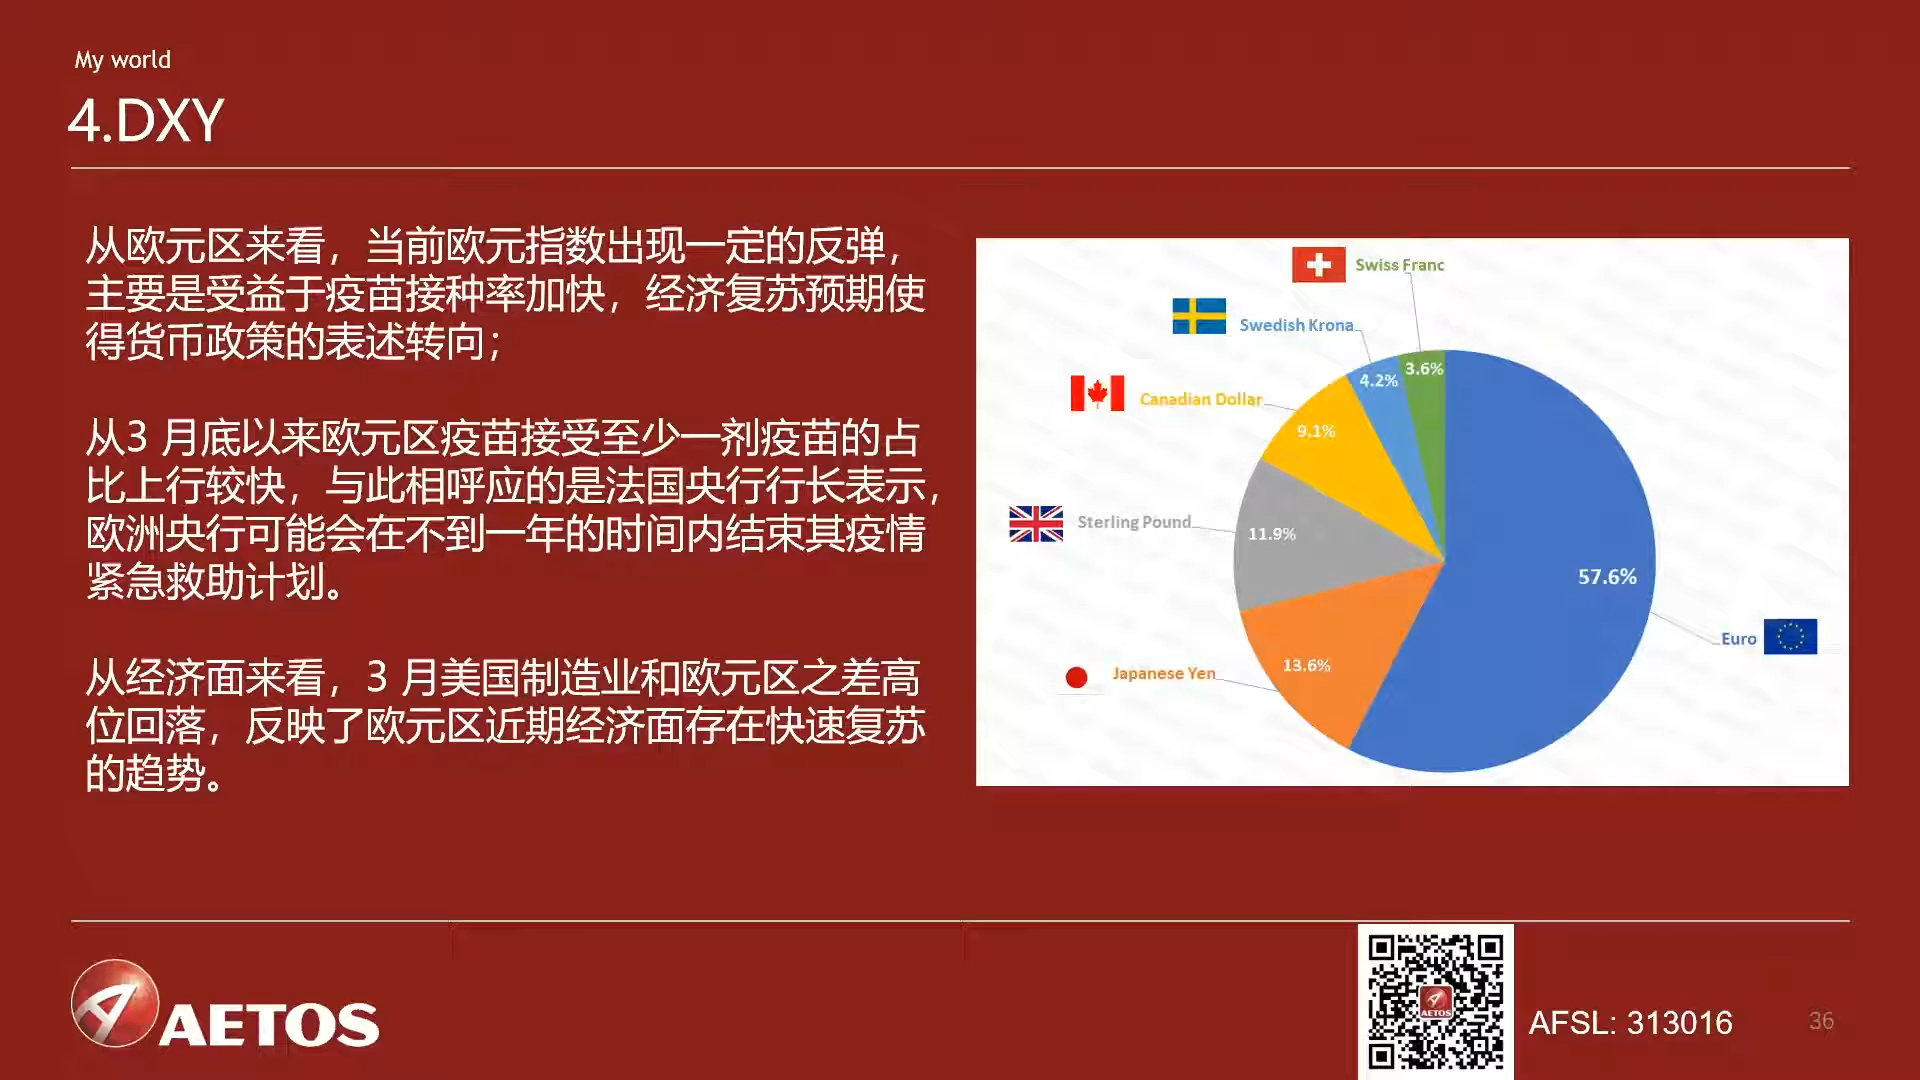 My world
4.DXY
从欧元区来看，当前欧元指数出现一定的反弹，
主要是受益于疫苗接种率加快，经济复苏预期使
得货币政策的表述转向；
从3 月底以来欧元区疫苗接受至少一剂疫苗的占
比上行较快，与此相呼应的是法国央行行长表示，
欧洲央行可能会在不到一年的时间内结束其疫情
紧急救助计划。
从经济面来看，3 月美国制造业和欧元区之差高
位回落，反映了欧元区近期经济面存在快速复苏
的趋势。
Swiss Franc
Swedish Krona
3.6%
4.2%
Canadian Dollar
9.1%
Sterling Pound
11.9%
57.6%
Euro
Japanese Yen
13.6%
AETOS
AETOS
AFSL: 313016
36